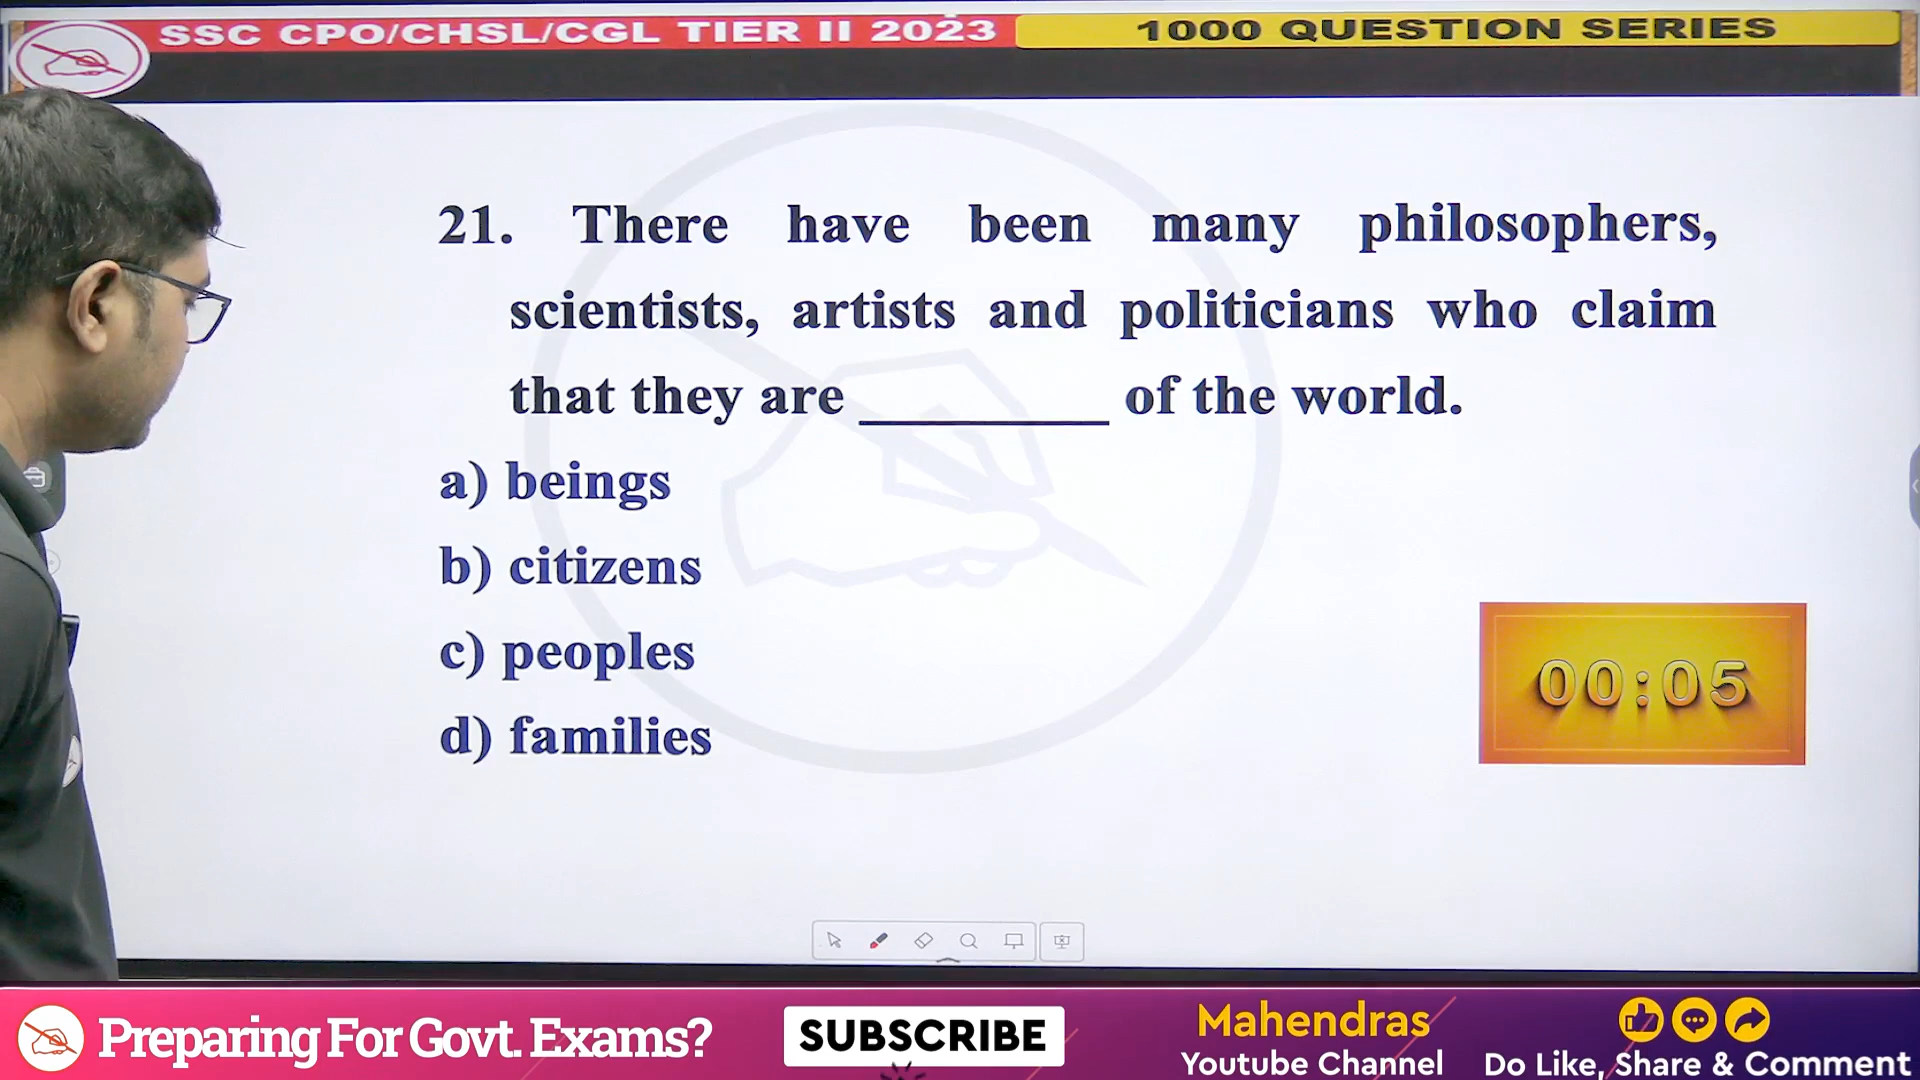 SSC CPO/CHSL/CGL TIER II 2023
1000 QUESTION SERIES
21. There have been many philosophers,
scientists, artists and politicians who claim
that they are __________ of the world.
a) beings
b) citizens
c) peoples
d) families
00:05
Preparing For Govt. Exams?
SUBSCRIBE
Mahendras
Youtube Channel
Do Like, Share & Comment